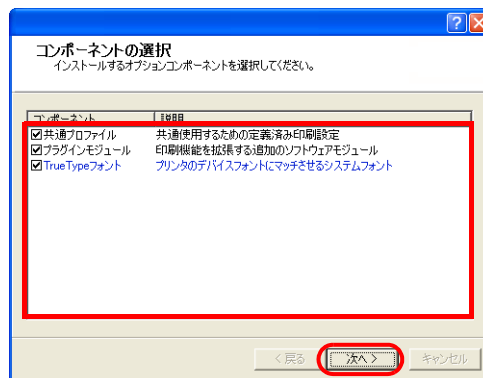 コンポーネントの選択
インストールするオプションコンポーネントを選択してください。
コンポーネント 説明
共通プロファイル 共通使用するための定義済み印刷設定
プラグインモジュール 印刷機能を拡張する追加のソフトウェアモジュール
TrueTypeフォント プリンタのデバイスフォントにマッチさせるシステムフォント
< 戻る 次へ > キャンセル